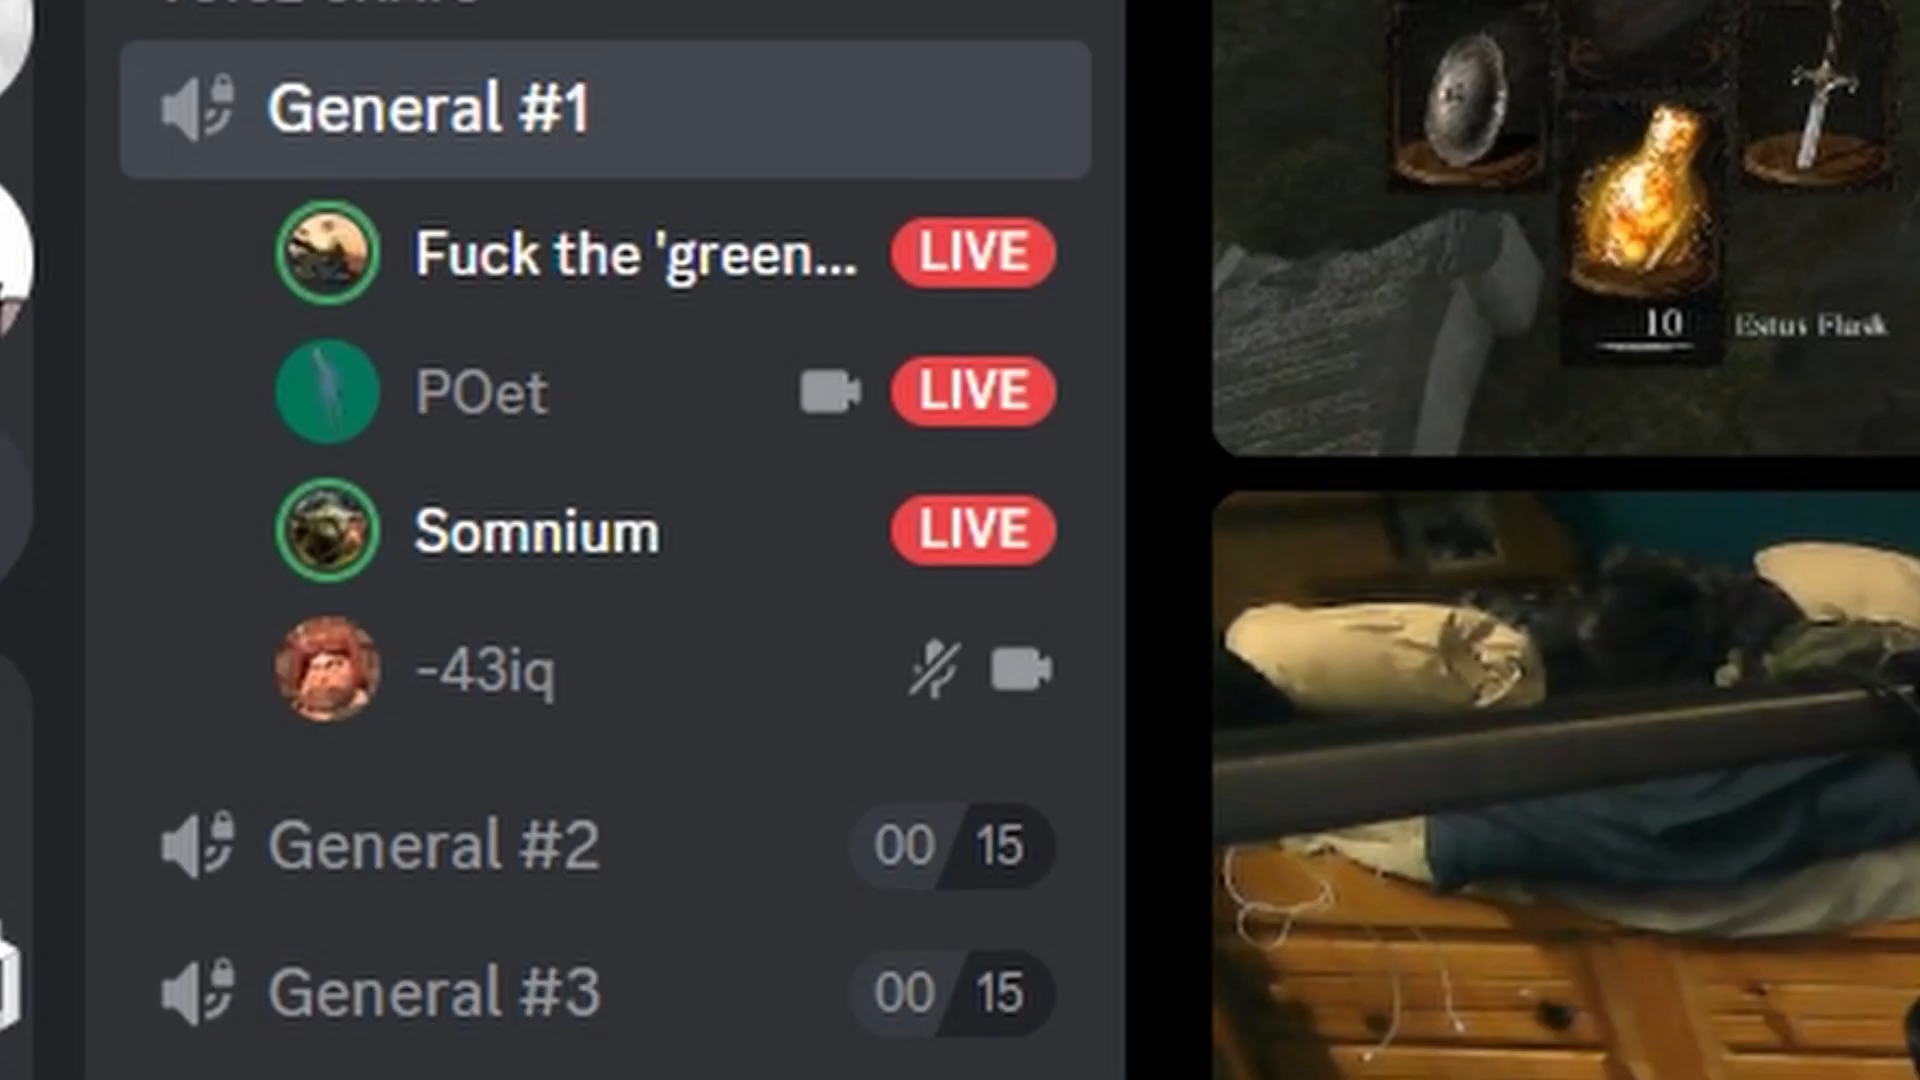 General #1
Fuck the 'green... LIVE
POet LIVE
Somnium LIVE
-43iq
General #2 00 15
General #3 00 15
10 Estus Flask